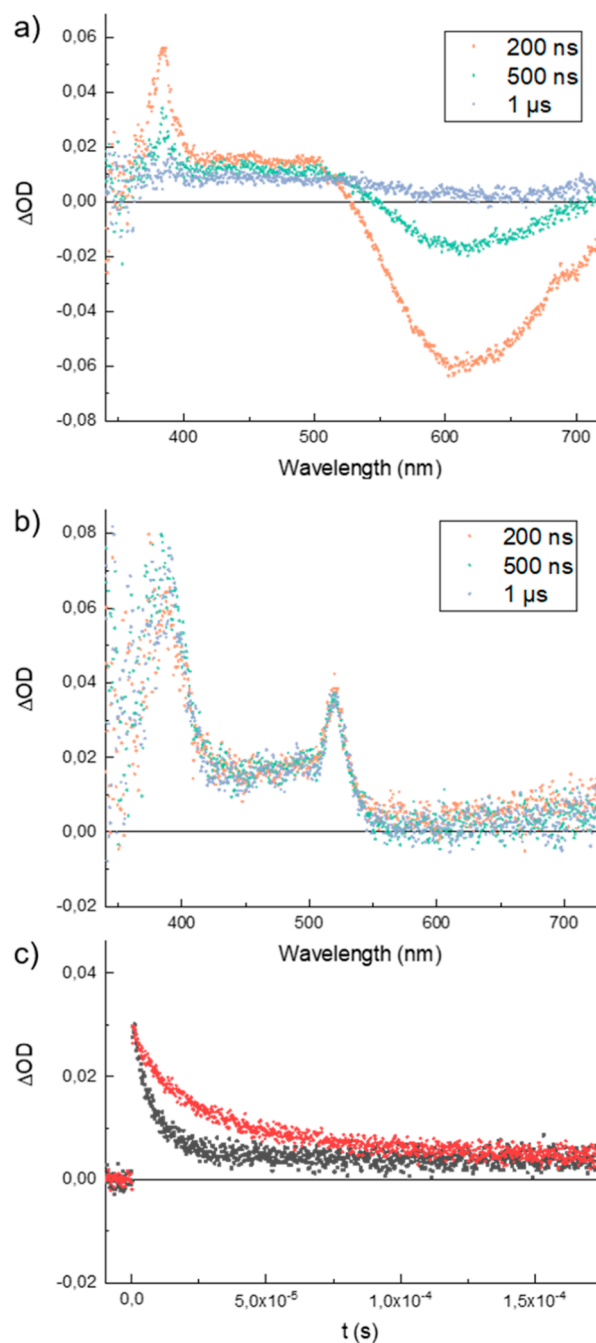 a)
0,06
0,04
0,02
0,00
-0,02
-0,04
-0,06
-0,08
ΔOD
200 ns
500 ns
1 µs
400 500 600 700
Wavelength (nm)
b)
0,08
0,06
0,04
0,02
0,00
-0,02
ΔOD
200 ns
500 ns
1 µs
400 500 600 700
Wavelength (nm)
c)
0,04
0,02
0,00
-0,02
ΔOD
0,0 5,0x10⁻⁵ 1,0x10⁻⁴ 1,5x10⁻⁴
t (s)